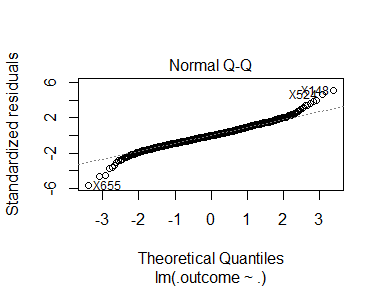 Normal Q-Q
Standardized residuals
6
2
-2
-6
X524
X148
X655
-3
-2
-1
0
1
2
3
Theoretical Quantiles
lm(.outcome ~ .)